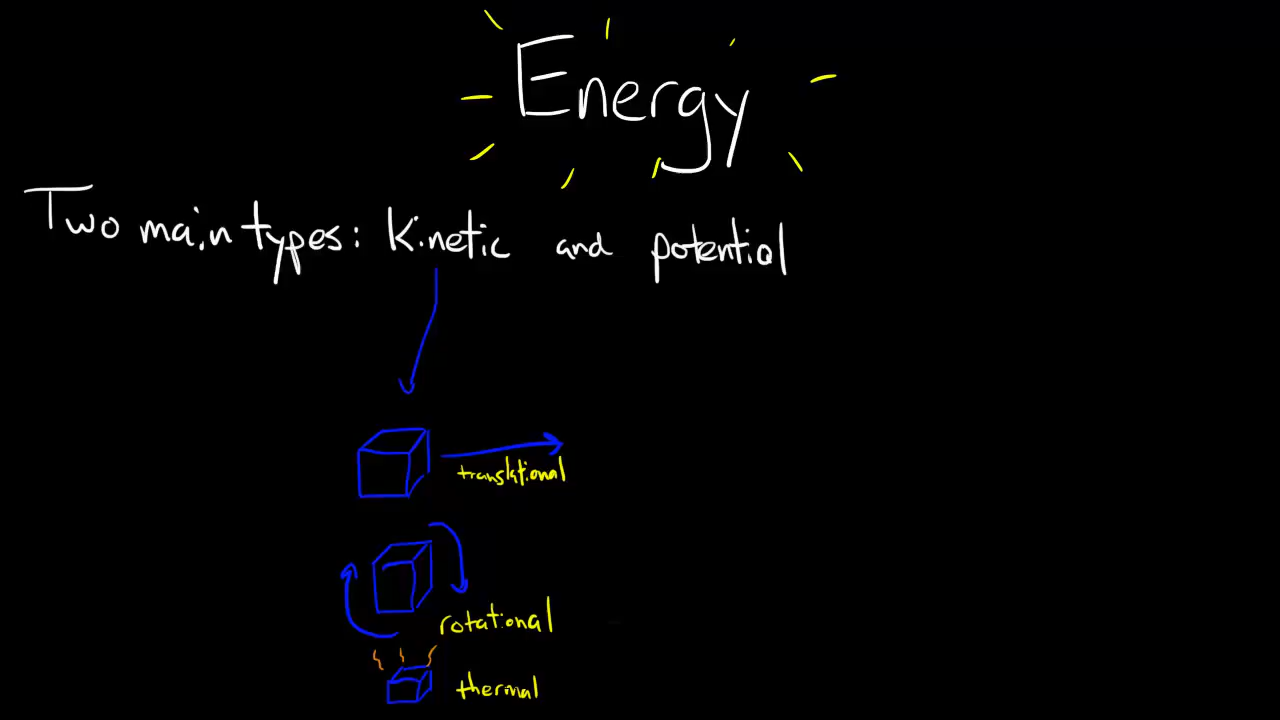 Energy
Two main types: Kinetic and potential
translational
rotational
thermal